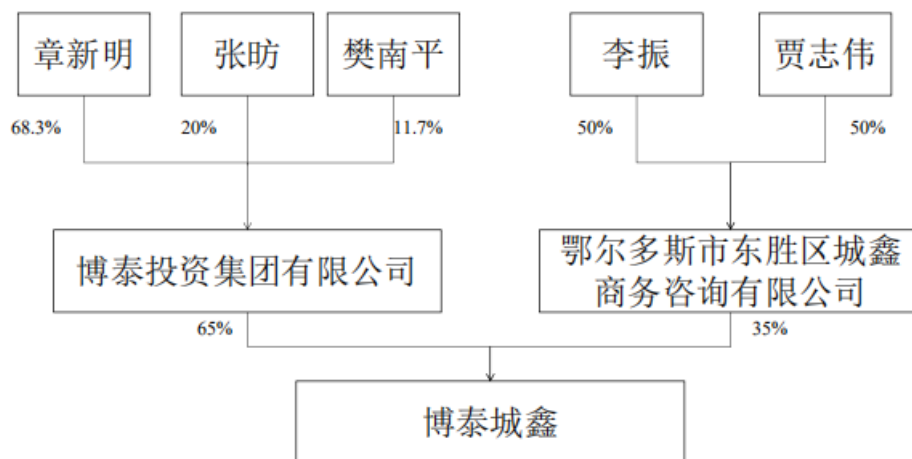 章新明
张昉
樊南平
李振
贾志伟
68.3%
20%
11.7%
50%
50%
博泰投资集团有限公司
鄂尔多斯市东胜区城鑫
商务咨询有限公司
65%
35%
博泰城鑫